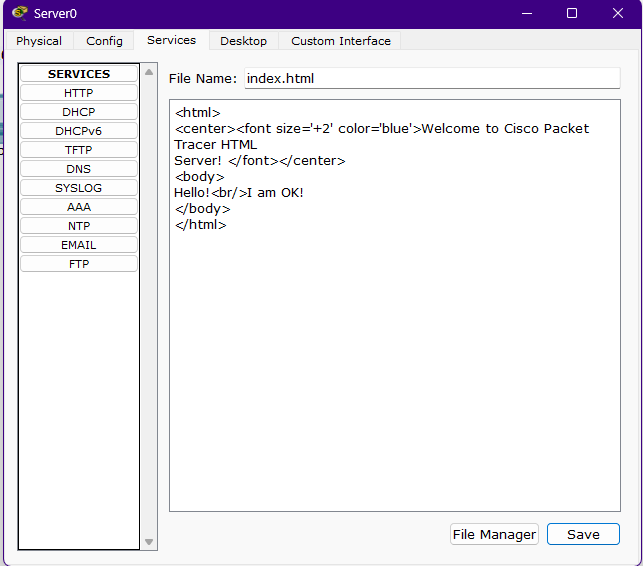 Server0
Physical
Config
Services
Desktop
Custom Interface
SERVICES
HTTP
DHCP
DHCPv6
TFTP
DNS
SYSLOG
AAA
NTP
EMAIL
FTP
File Name: index.html
<html>
<center><font size='+2' color='blue'>Welcome to Cisco Packet
Tracer HTML
Server! </font></center>
<body>
Hello!<br/>I am OK!
</body>
</html>
File Manager
Save